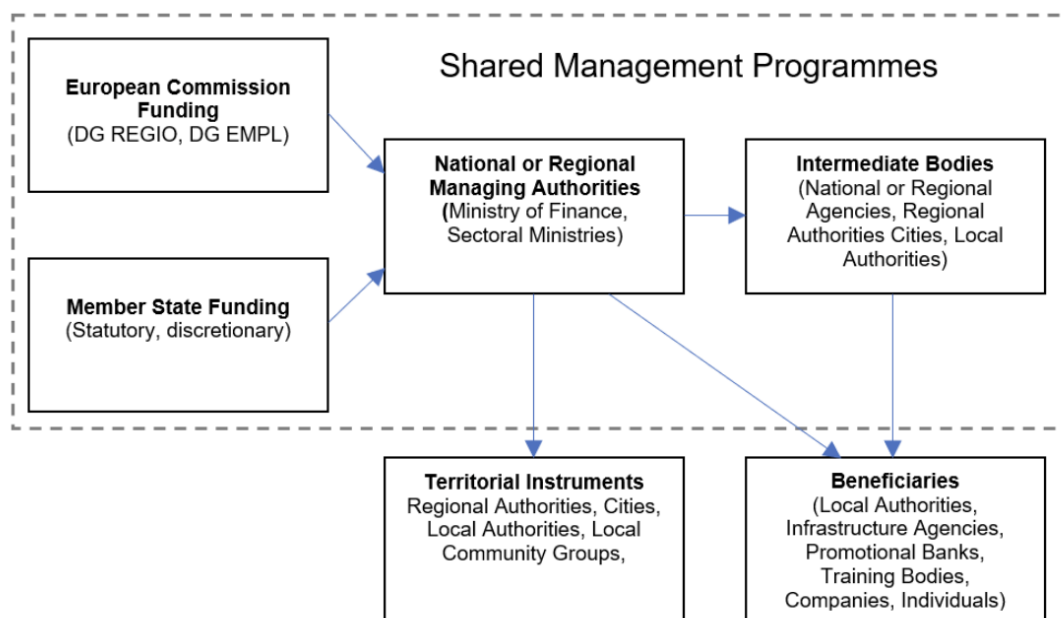 Shared Management Programmes
European Commission
Funding
(DG REGIO, DG EMPL)
National or Regional
Managing Authorities
(Ministry of Finance,
Sectoral Ministries)
Intermediate Bodies
(National or Regional
Agencies, Regional
Authorities Cities, Local
Authorities)
Member State Funding
(Statutory, discretionary)
Territorial Instruments
Regional Authorities, Cities,
Local Authorities, Local
Community Groups,
Beneficiaries
(Local Authorities,
Infrastructure Agencies,
Promotional Banks,
Training Bodies,
Companies, Individuals)